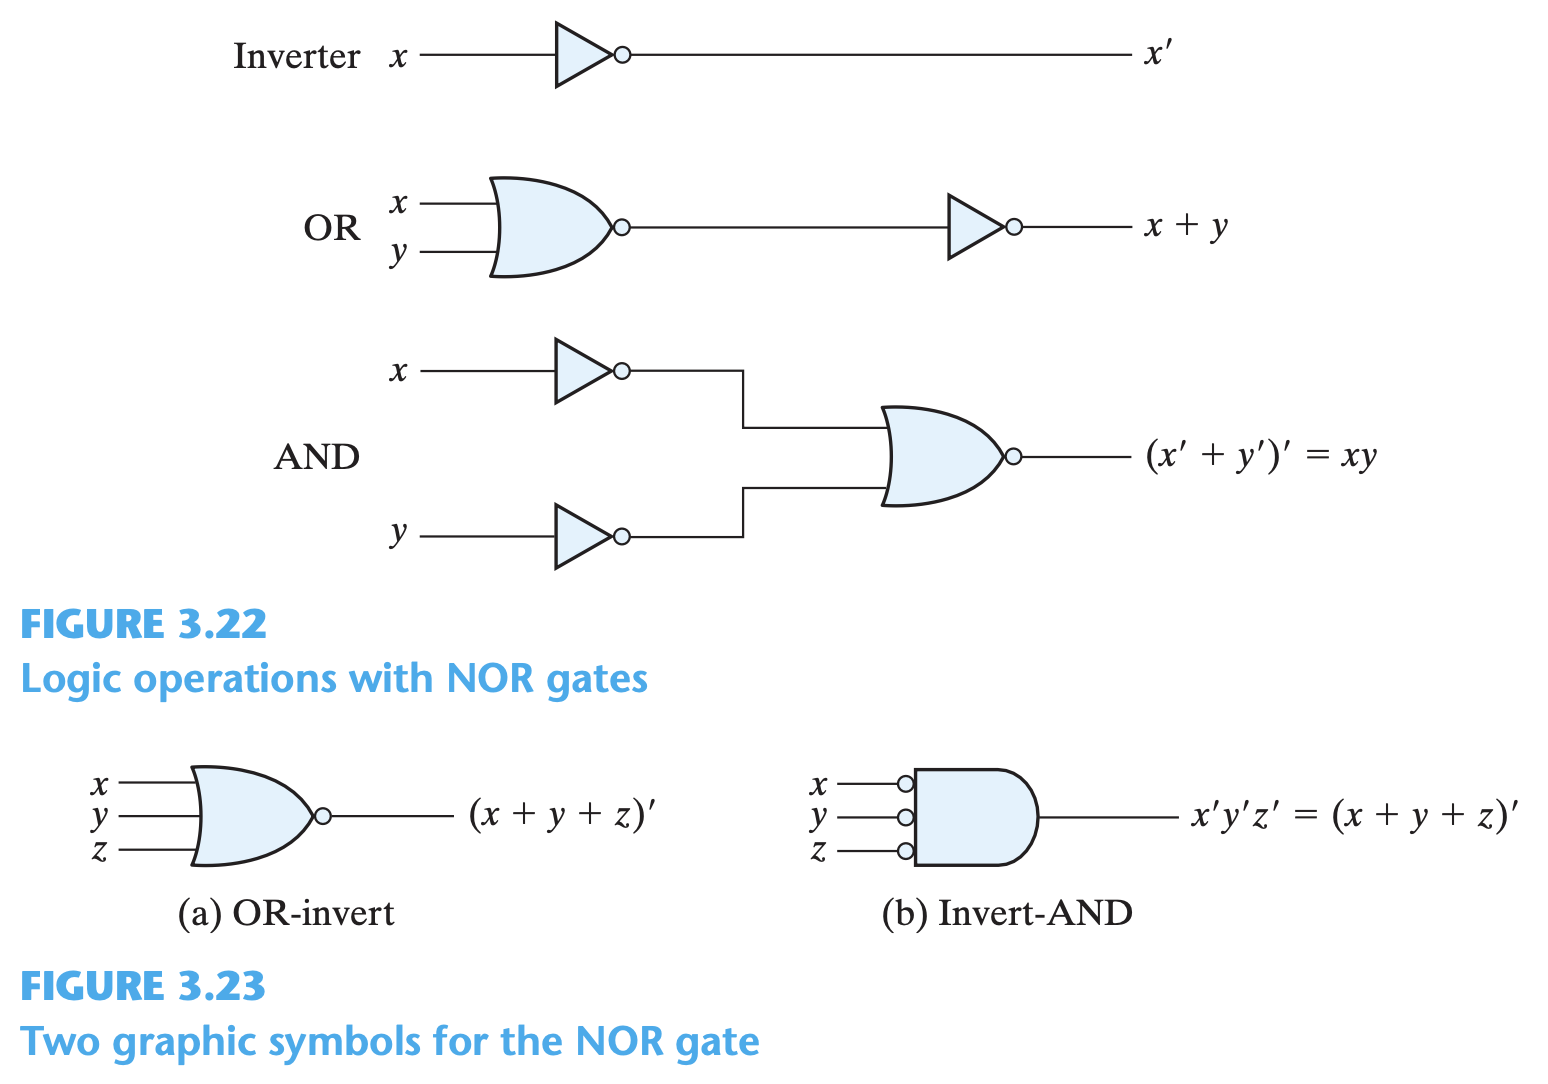 Inverter x x′
x
OR x + y
y
x
AND (x′ + y′)′ = xy
y
FIGURE 3.22
Logic operations with NOR gates
x
y (x + y + z)′
z
(a) OR-invert
x
y x′y′z′ = (x + y + z)′
z
(b) Invert-AND
FIGURE 3.23
Two graphic symbols for the NOR gate